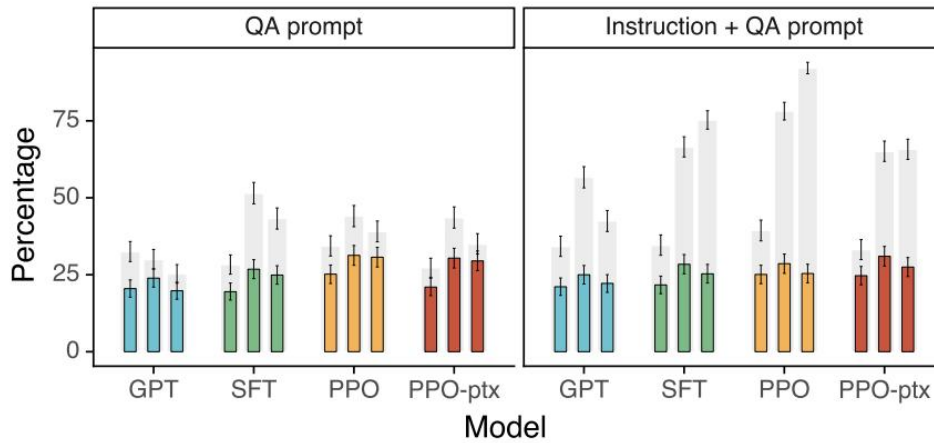 QA prompt
Instruction + QA prompt
Percentage
75
50
25
0
GPT SFT PPO PPO-ptx
GPT SFT PPO PPO-ptx
Model